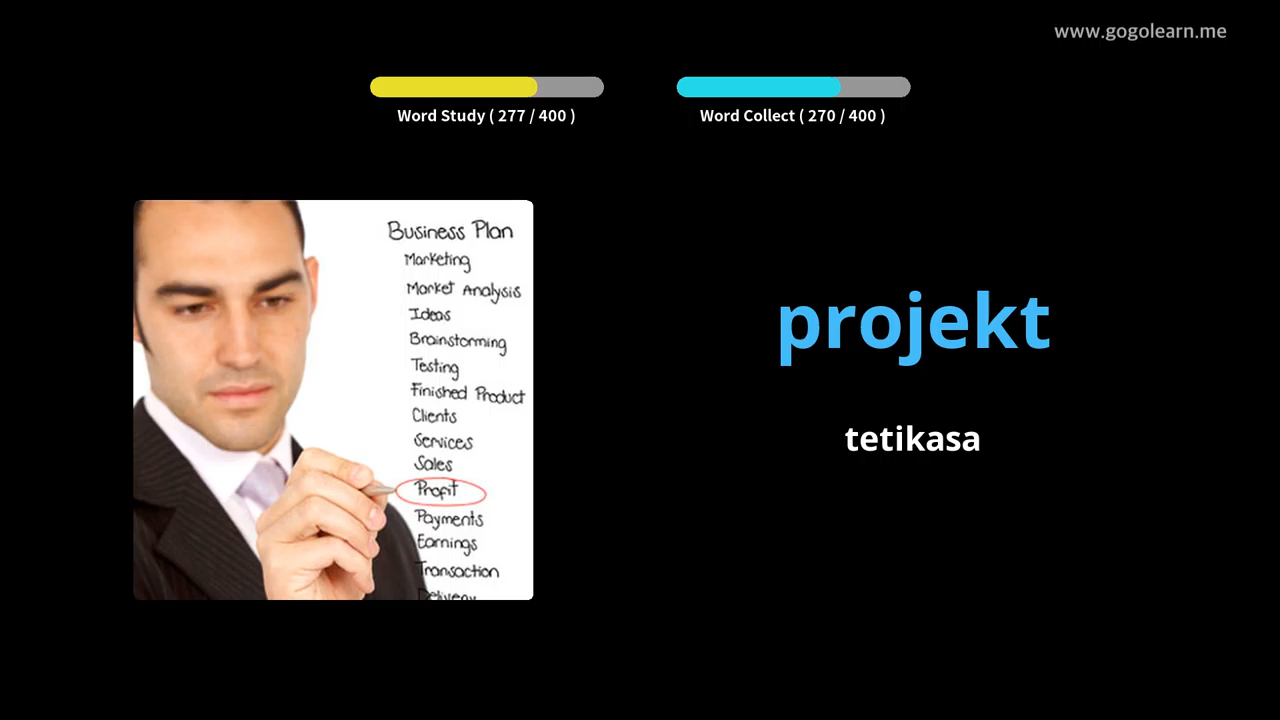 www.gogolearn.me
Word Study ( 277 / 400 )
Word Collect ( 270 / 400 )
Business Plan
Marketing
Market Analysis
Ideas
Brainstorming
Testing
Finished Product
Clients
Services
Sales
Profit
Payments
Earnings
Transaction
Delivery
projekt
tetikasa